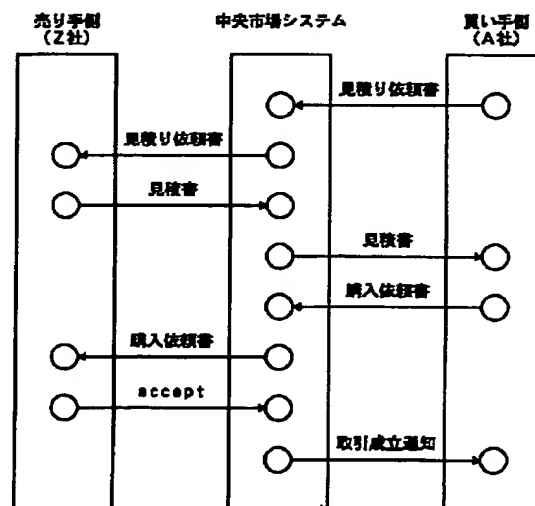 売り手側
(Z社)
中央市場システム
買い手側
(A社)
見積り依頼書
見積り依頼書
見積書
見積書
購入依頼書
購入依頼書
accept
取引成立通知